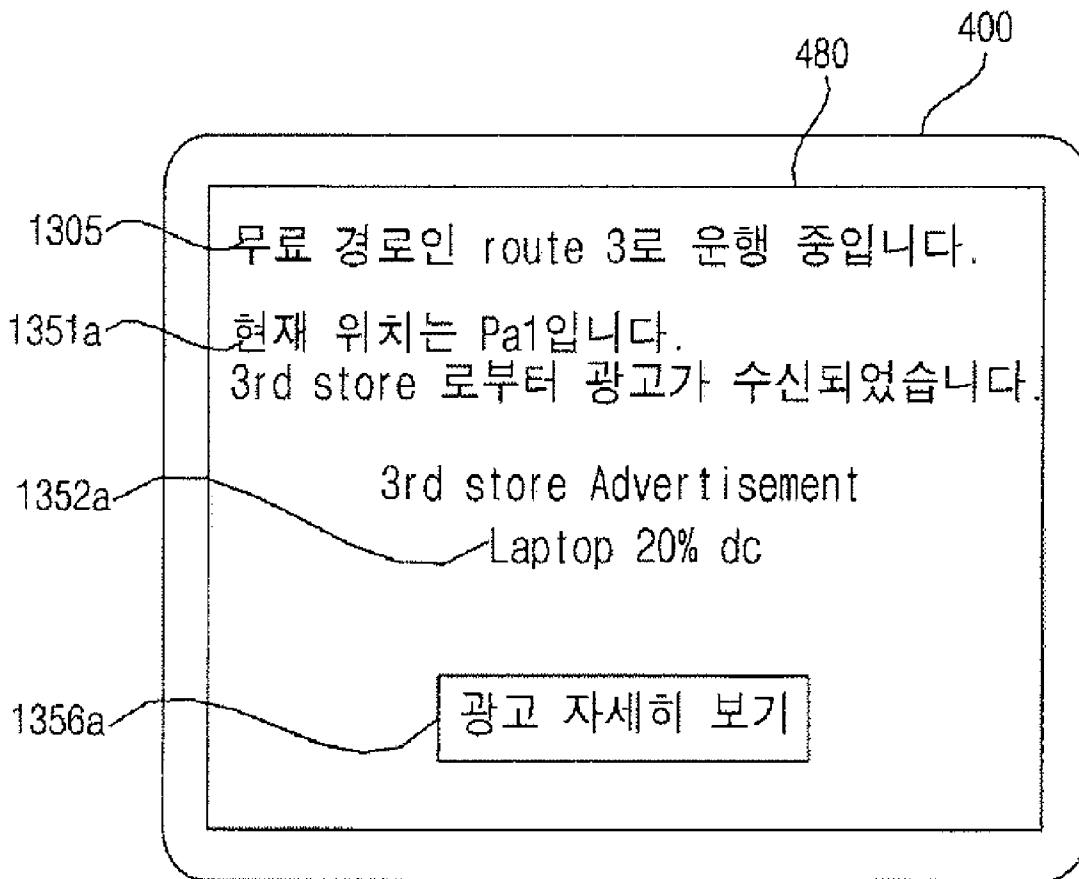 400
480
1305 무료 경로인 route 3로 운행 중입니다.
1351a 현재 위치는 Pa1입니다.
3rd store 로부터 광고가 수신되었습니다.
3rd store Advertisement
1352a Laptop 20% dc
1356a 광고 자세히 보기